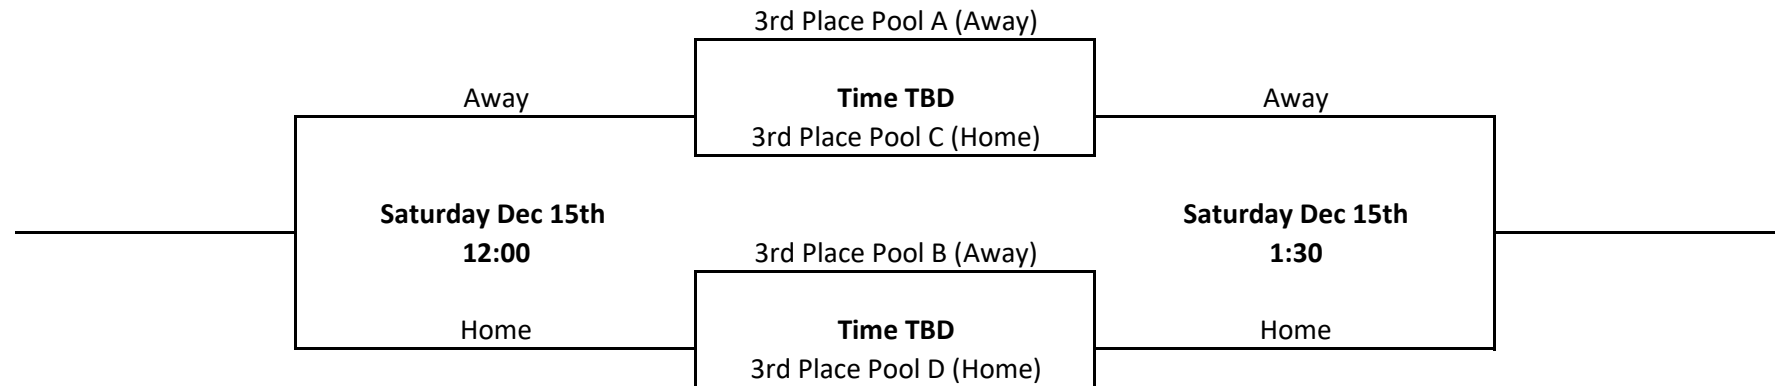 3rd Place Pool A (Away)
Away
Time TBD
Away
3rd Place Pool C (Home)
Saturday Dec 15th
Saturday Dec 15th
12:00
3rd Place Pool B (Away)
1:30
Home
Time TBD
Home
3rd Place Pool D (Home)